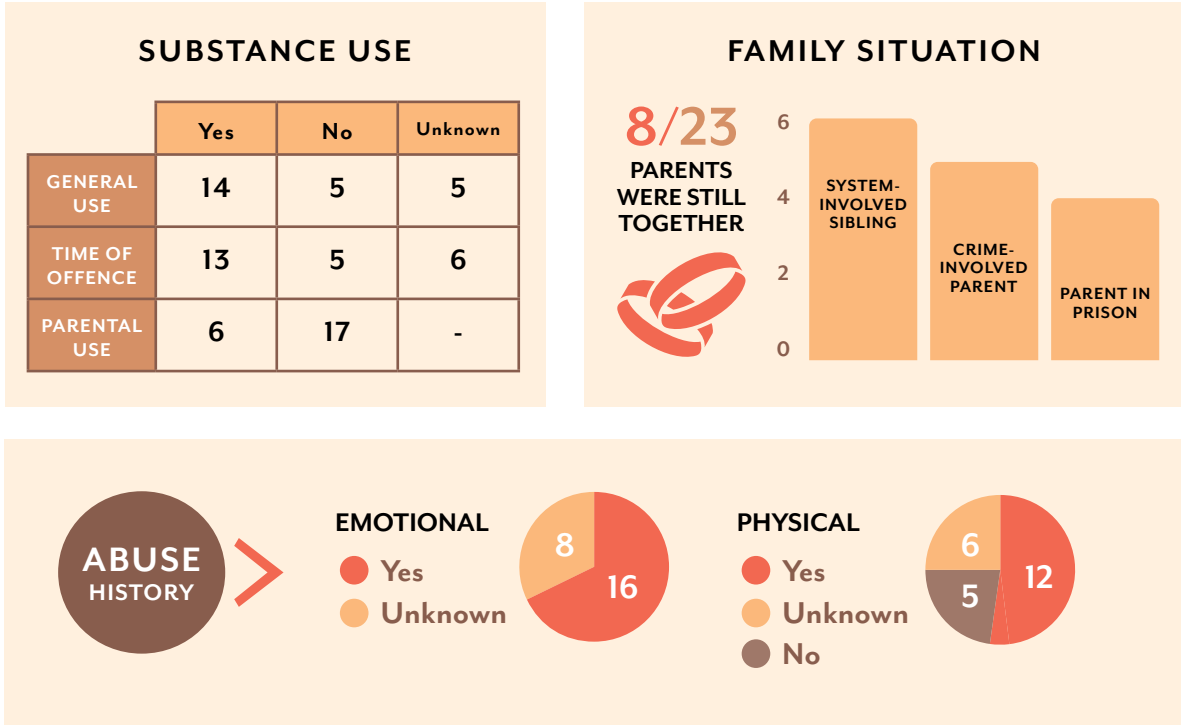 SUBSTANCE USE
Yes No Unknown
GENERAL
USE
14 5 5
TIME OF
OFFENCE
13 5 6
PARENTAL
USE
6 17 -
FAMILY SITUATION
8/23
PARENTS
WERE STILL
TOGETHER
6
4
2
0
SYSTEM-
INVOLVED
SIBLING
CRIME-
INVOLVED
PARENT
PARENT IN
PRISON
ABUSE
HISTORY
EMOTIONAL
Yes
Unknown
8
16
PHYSICAL
Yes
Unknown
No
6
12
5